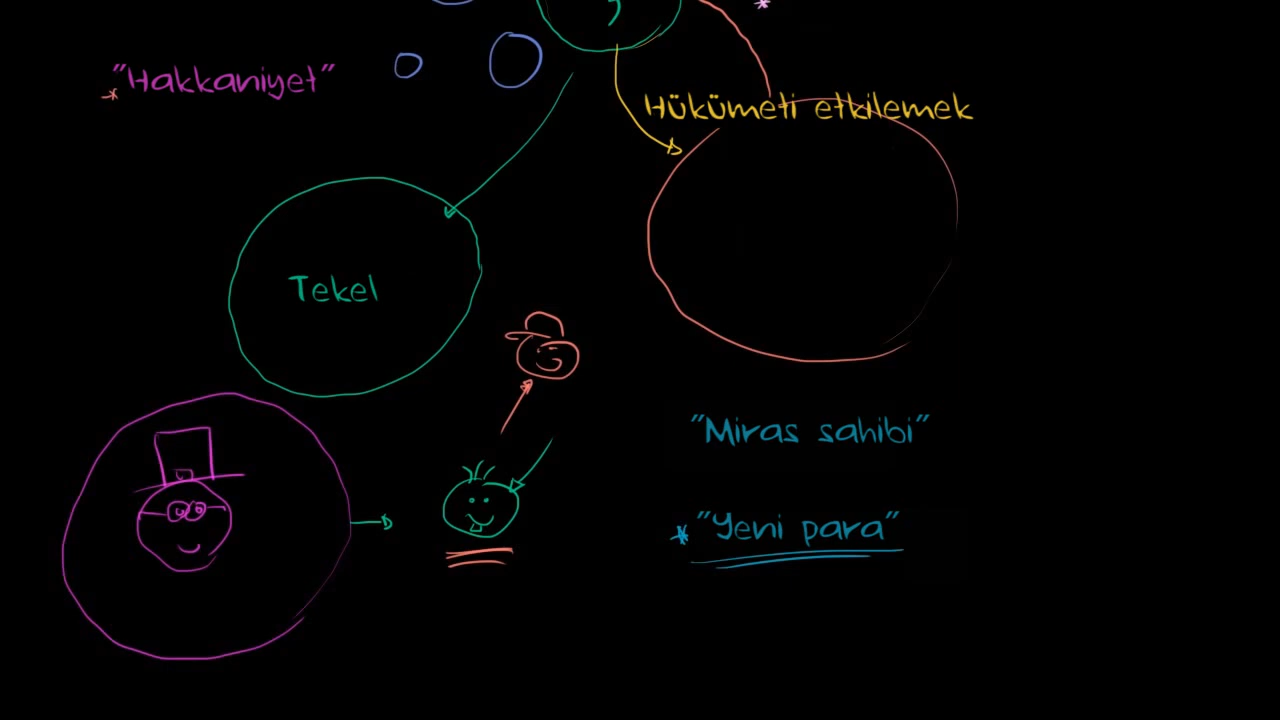 "Hakkaniyet"
Hükümeti etkilemek
Tekel
"Miras sahibi"
"Yeni para"